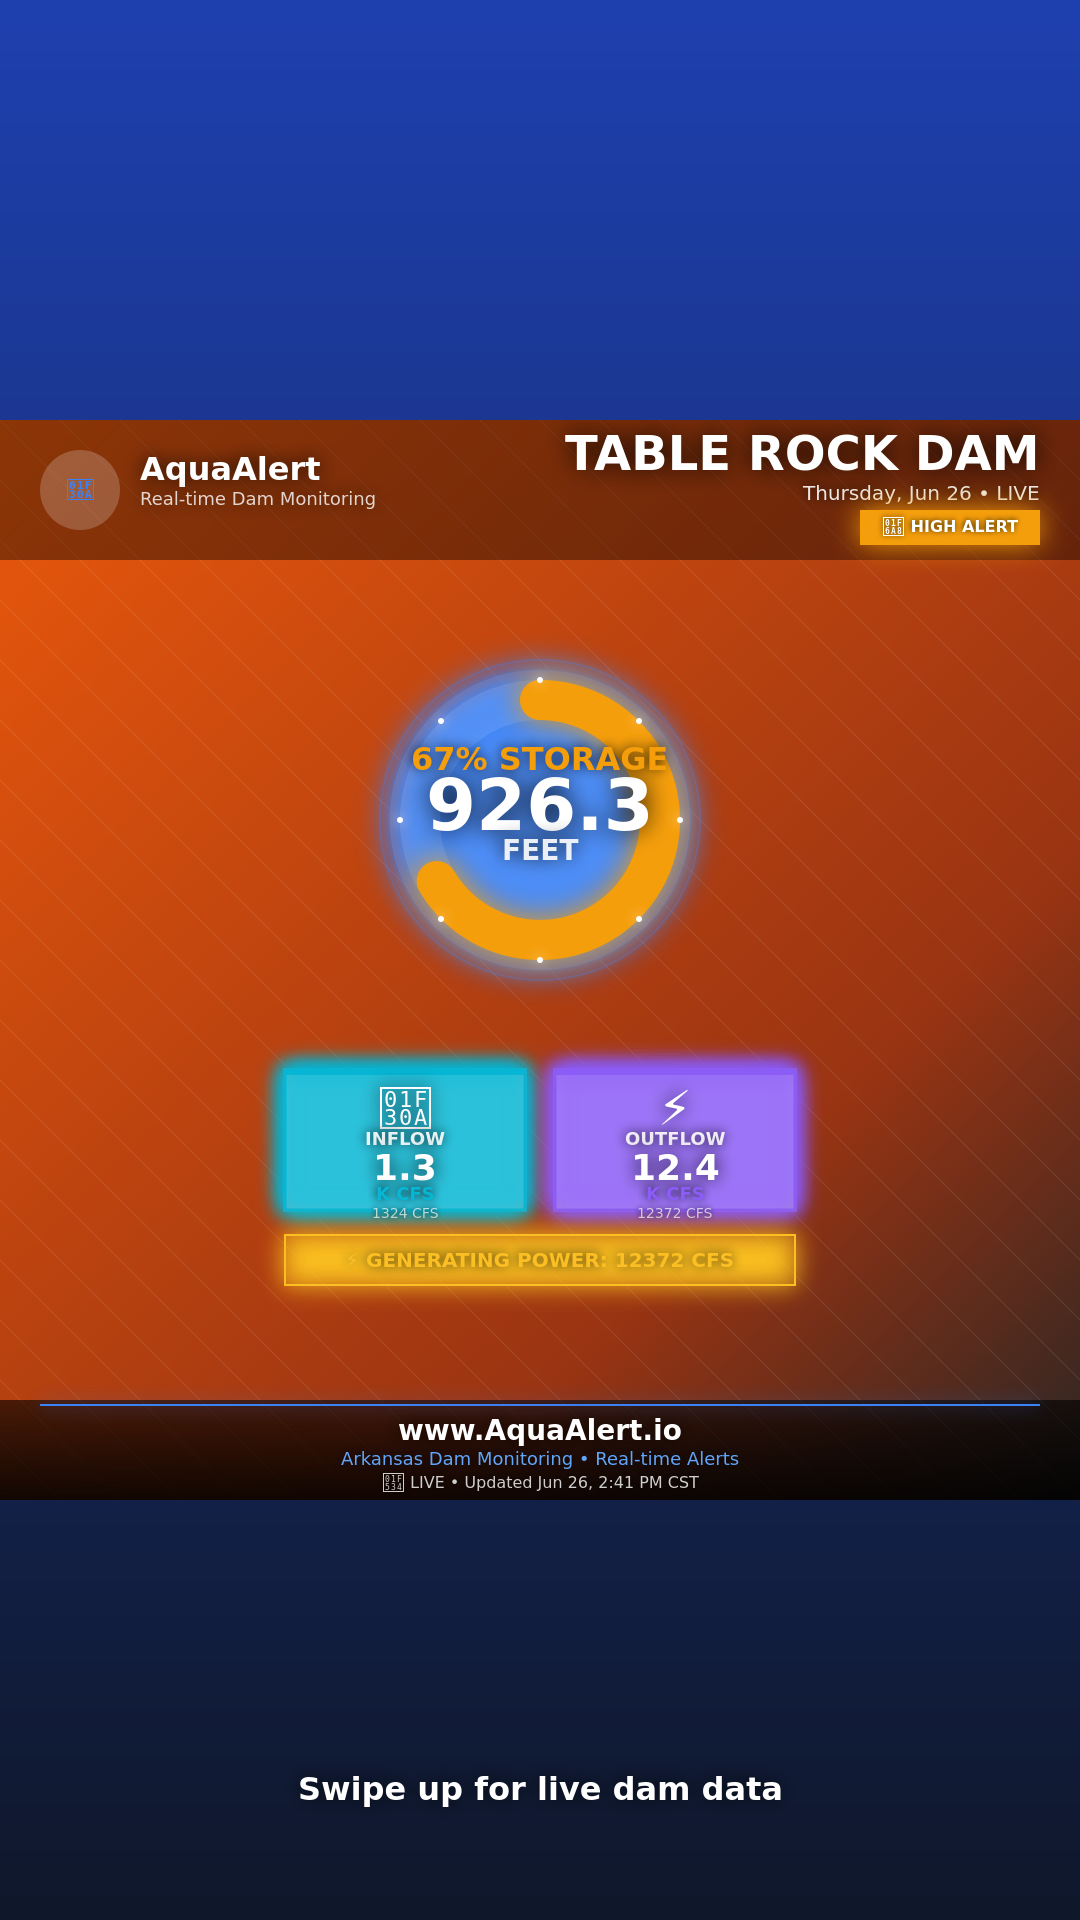 AquaAlert
Real-time Dam Monitoring
TABLE ROCK DAM
Thursday, Jun 26 • LIVE
HIGH ALERT
67% STORAGE
926.3
FEET
INFLOW
1.3
K CFS
1324 CFS
⚡
OUTFLOW
12.4
K CFS
12372 CFS
⚡ GENERATING POWER: 12372 CFS
www.AquaAlert.io
Arkansas Dam Monitoring • Real-time Alerts
LIVE • Updated Jun 26, 2:41 PM CST
Swipe up for live dam data